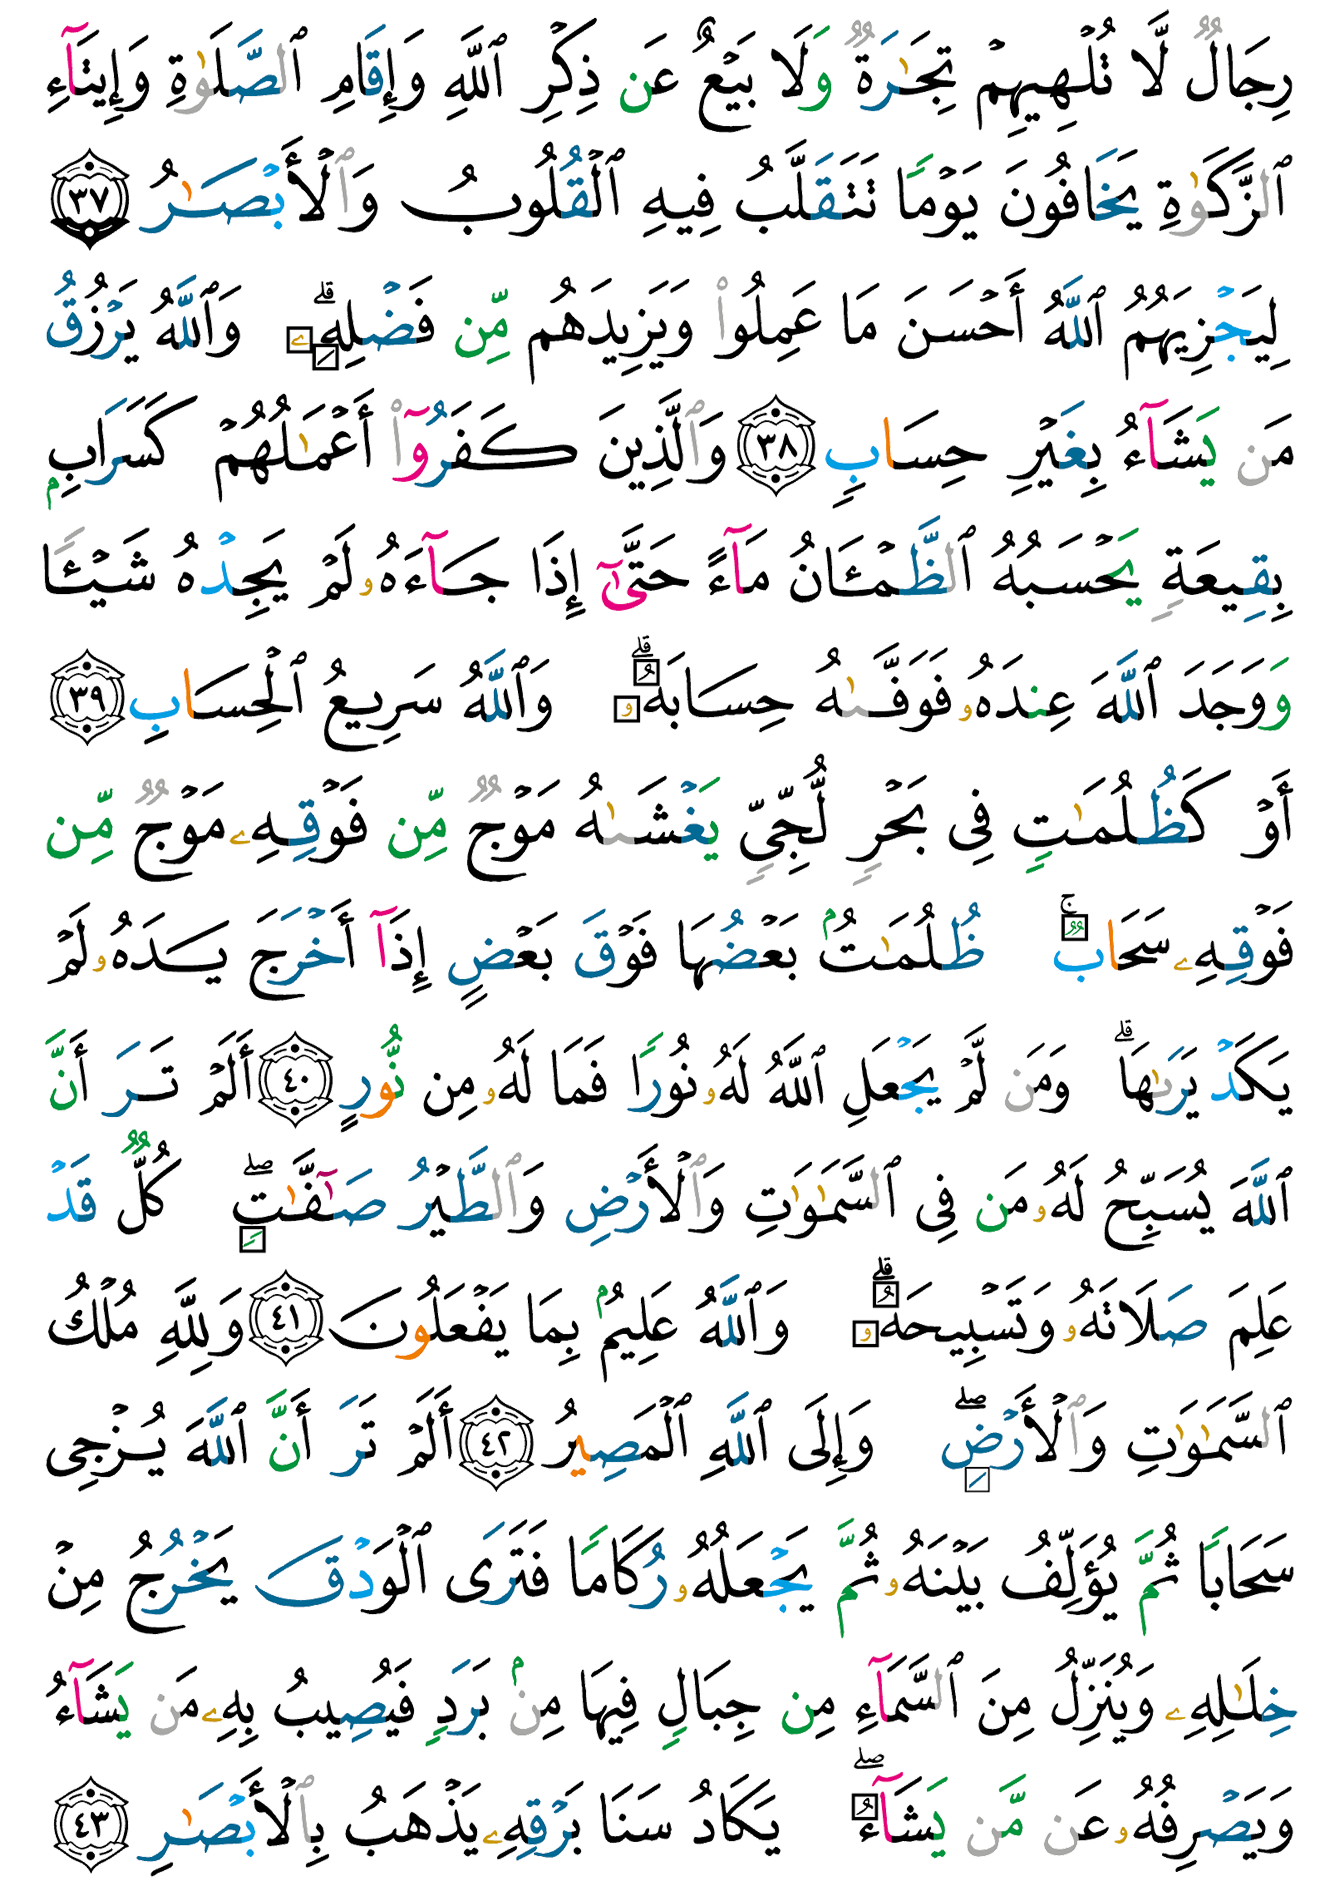 رِجَالٌ لَّا تُلْهِيهِمْ تِجَٰرَةٌ وَلَا بَيْعٌ عَن ذِكْرِ ٱللَّهِ وَإِقَامِ ٱلصَّلَوٰةِ وَإِيتَآءِ
ٱلزَّكَوٰةِ يَخَافُونَ يَوْمًا تَتَقَلَّبُ فِيهِ ٱلْقُلُوبُ وَٱلْأَبْصَٰرُ ٣٧
لِيَجْزِيَهُمُ ٱللَّهُ أَحْسَنَ مَا عَمِلُوا۟ وَيَزِيدَهُم مِّن فَضْلِهِۦ ۗ وَٱللَّهُ يَرْزُقُ
مَن يَشَآءُ بِغَيْرِ حِسَابٍ ٣٨ وَٱلَّذِينَ كَفَرُوٓا۟ أَعْمَٰلُهُمْ كَسَرَابٍۭ
بِقِيعَةٍ يَحْسَبُهُ ٱلظَّمْـَٔانُ مَآءً حَتَّىٰٓ إِذَا جَآءَهُۥ لَمْ يَجِدْهُ شَيْـًٔا
وَوَجَدَ ٱللَّهَ عِندَهُۥ فَوَفَّىٰهُ حِسَابَهُۥ ۗ وَٱللَّهُ سَرِيعُ ٱلْحِسَابِ ٣٩
أَوْ كَظُلُمَٰتٍ فِى بَحْرٍ لُّجِّىٍّ يَغْشَىٰهُ مَوْجٌ مِّن فَوْقِهِۦ مَوْجٌ مِّن
فَوْقِهِۦ سَحَابٌ ۚ ظُلُمَٰتٌۢ بَعْضُهَا فَوْقَ بَعْضٍ إِذَآ أَخْرَجَ يَدَهُۥ لَمْ
يَكَدْ يَرَىٰهَا ۗ وَمَن لَّمْ يَجْعَلِ ٱللَّهُ لَهُۥ نُورًا فَمَا لَهُۥ مِن نُّورٍ ٤٠ أَلَمْ تَرَ أَنَّ
ٱللَّهَ يُسَبِّحُ لَهُۥ مَن فِى ٱلسَّمَٰوَٰتِ وَٱلْأَرْضِ وَٱلطَّيْرُ صَٰٓفَّٰتٍ ۖ كُلٌّ قَدْ
عَلِمَ صَلَاتَهُۥ وَتَسْبِيحَهُۥ ۗ وَٱللَّهُ عَلِيمٌۢ بِمَا يَفْعَلُونَ ٤١ وَلِلَّهِ مُلْكُ
ٱلسَّمَٰوَٰتِ وَٱلْأَرْضِ ۖ وَإِلَى ٱللَّهِ ٱلْمَصِيرُ ٤٢ أَلَمْ تَرَ أَنَّ ٱللَّهَ يُزْجِى
سَحَابًا ثُمَّ يُؤَلِّفُ بَيْنَهُۥ ثُمَّ يَجْعَلُهُۥ رُكَامًا فَتَرَى ٱلْوَدْقَ يَخْرُجُ مِنْ
خِلَٰلِهِۦ وَيُنَزِّلُ مِنَ ٱلسَّمَآءِ مِن جِبَالٍ فِيهَا مِنۢ بَرَدٍ فَيُصِيبُ بِهِۦ مَن يَشَآءُ
وَيَصْرِفُهُۥ عَن مَّن يَشَآءُ ۖ يَكَادُ سَنَا بَرْقِهِۦ يَذْهَبُ بِٱلْأَبْصَٰرِ ٤٣